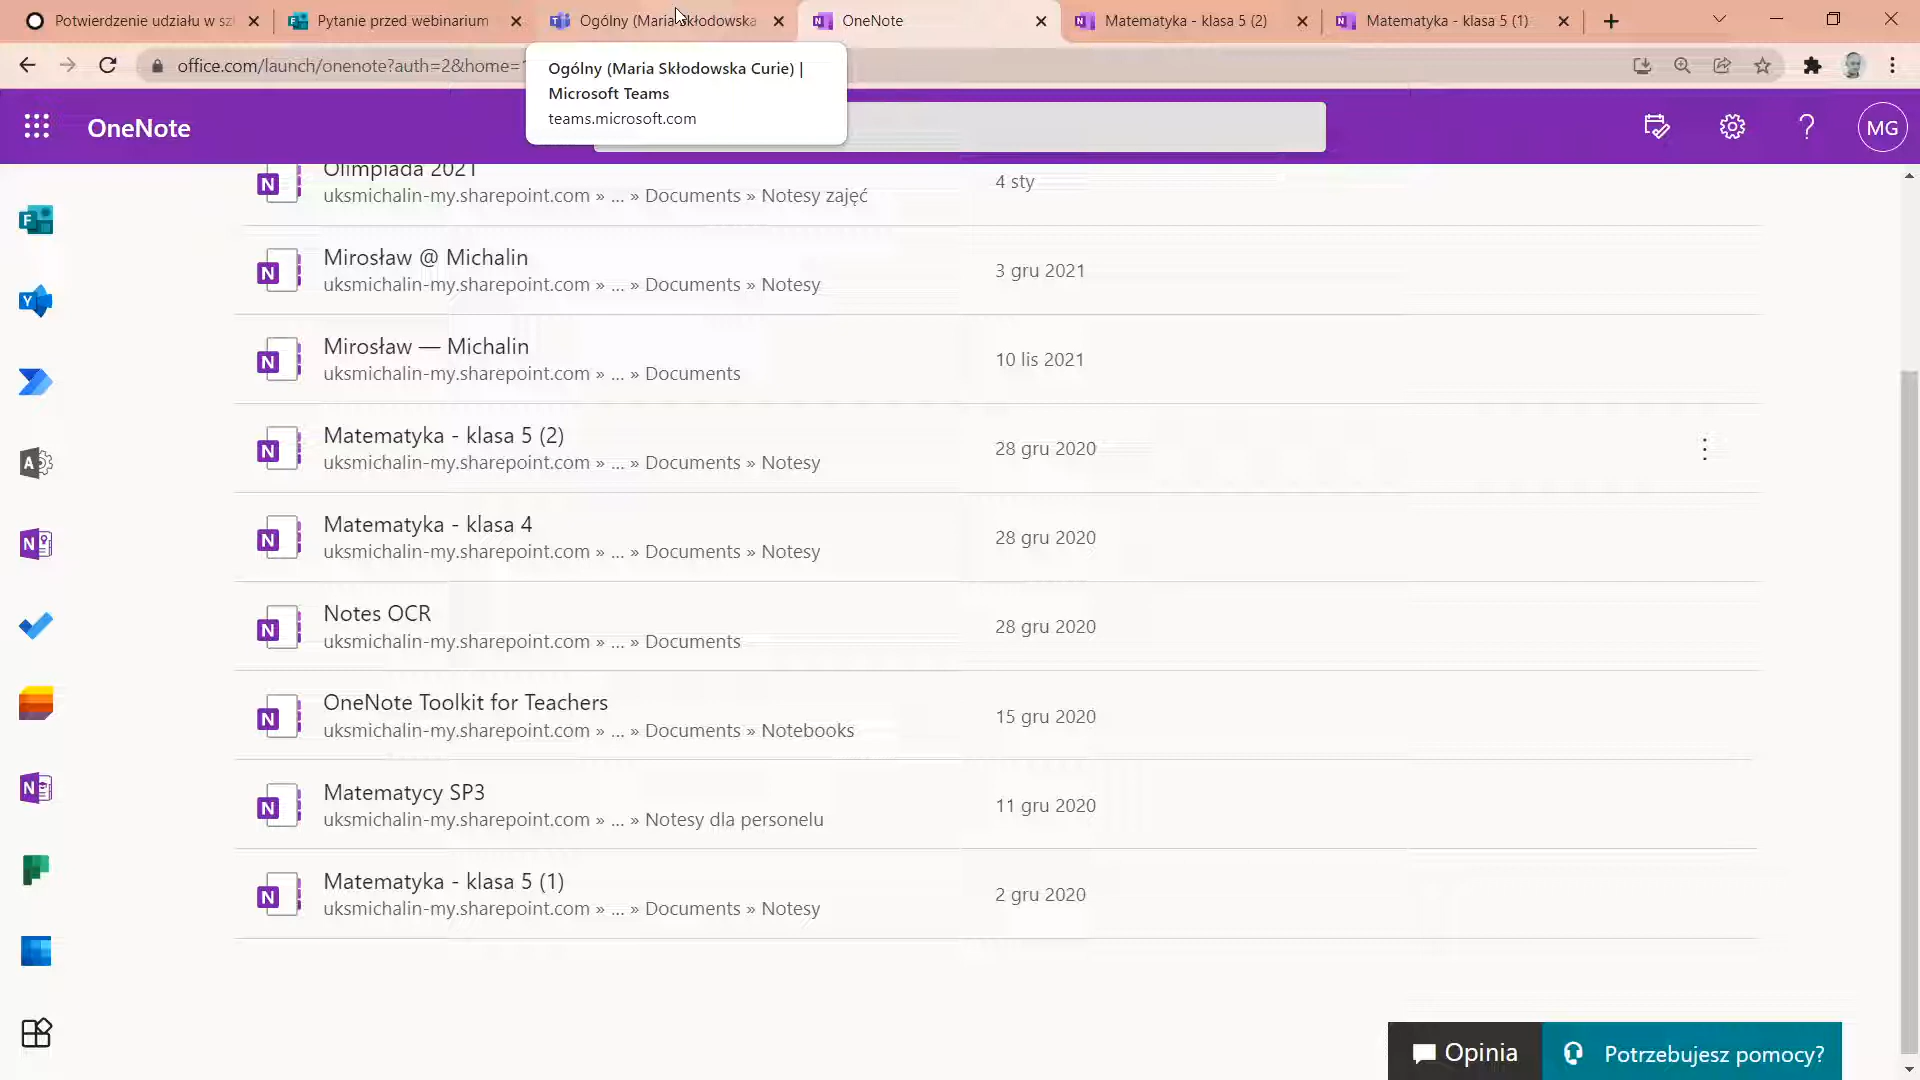 Potwierdzenie udziału w sz
Pytanie przed webinarium
Ogólny (Maria Skłodowska
OneNote
Matematyka - klasa 5 (2)
Matematyka - klasa 5 (1)
office.com/launch/onenote?auth=2&home=
Ogólny (Maria Skłodowska Curie) |
Microsoft Teams
teams.microsoft.com
OneNote
MG
Olimpiada 2021
uksmichalin-my.sharepoint.com » ... » Documents » Notesy zajęć
4 sty
Mirosław @ Michalin
uksmichalin-my.sharepoint.com » ... » Documents » Notesy
3 gru 2021
Mirosław — Michalin
uksmichalin-my.sharepoint.com » ... » Documents
10 lis 2021
Matematyka - klasa 5 (2)
uksmichalin-my.sharepoint.com » ... » Documents » Notesy
28 gru 2020
Matematyka - klasa 4
uksmichalin-my.sharepoint.com » ... » Documents » Notesy
28 gru 2020
Notes OCR
uksmichalin-my.sharepoint.com » ... » Documents
28 gru 2020
OneNote Toolkit for Teachers
uksmichalin-my.sharepoint.com » ... » Documents » Notebooks
15 gru 2020
Matematycy SP3
uksmichalin-my.sharepoint.com » ... » Notesy dla personelu
11 gru 2020
Matematyka - klasa 5 (1)
uksmichalin-my.sharepoint.com » ... » Documents » Notesy
2 gru 2020
Opinia
Potrzebujesz pomocy?